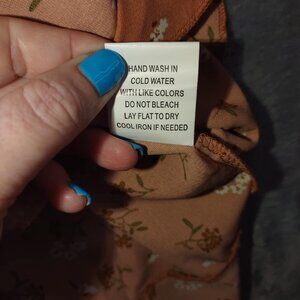 HAND WASH IN
COLD WATER
WITH LIKE COLORS
DO NOT BLEACH
LAY FLAT TO DRY
COOL IRON IF NEEDED